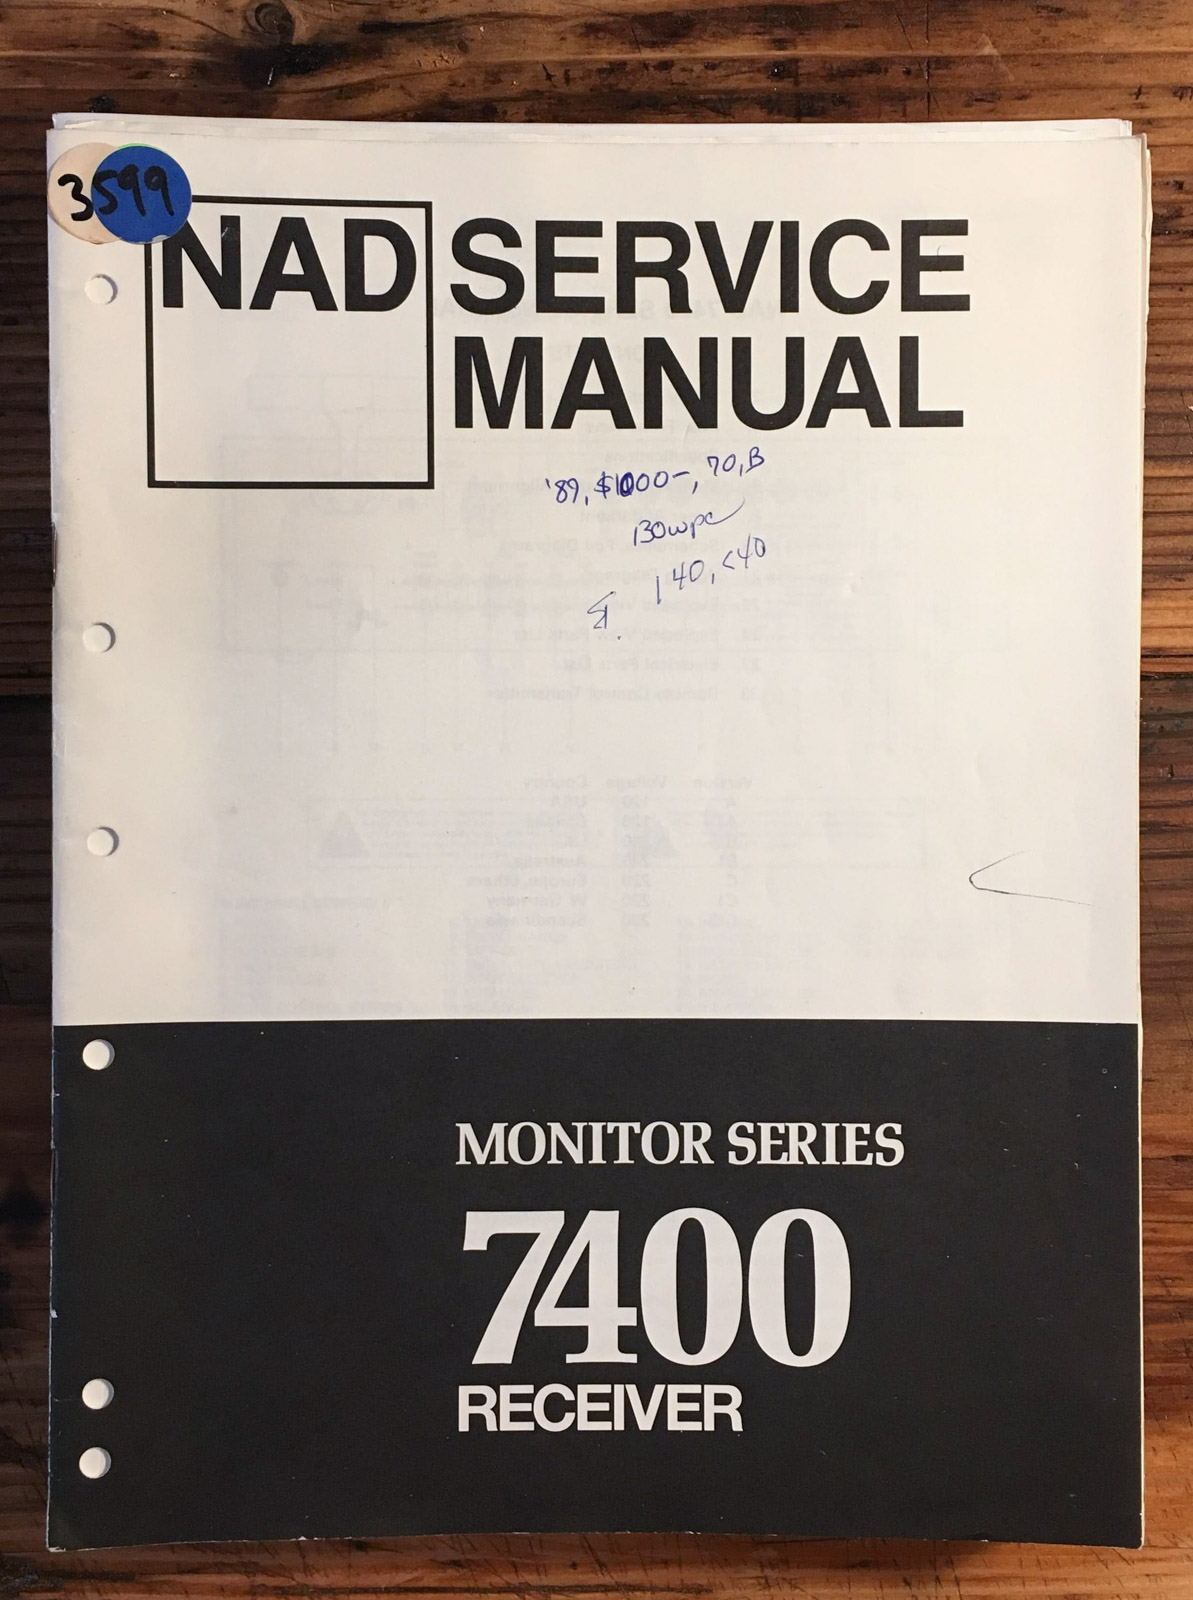 3599
NAD SERVICE
MANUAL
'89, $1000-, 70, B
130wpc
140, <40
MONITOR SERIES
7400
RECEIVER